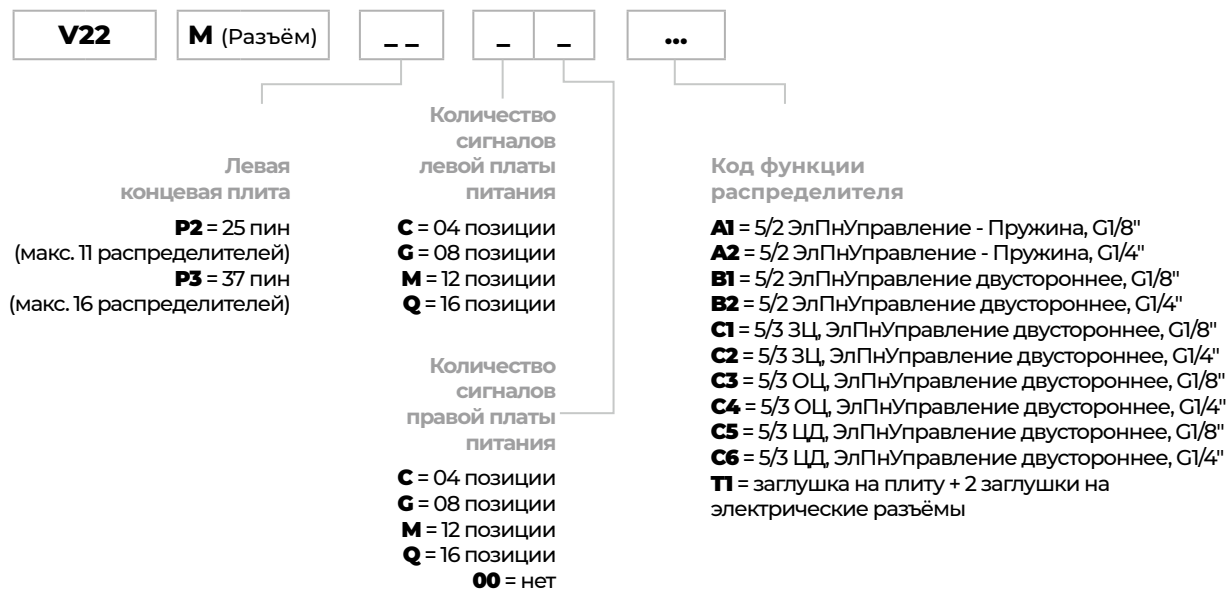 V22
M (Разъём)
_ _
_
_
...
Левая
концевая плита
P2 = 25 пин
(макс. 11 распределителей)
P3 = 37 пин
(макс. 16 распределителей)
Количество
сигналов
левой платы
питания
C = 04 позиции
G = 08 позиции
M = 12 позиции
Q = 16 позиции
Количество
сигналов
правой платы
питания
C = 04 позиции
G = 08 позиции
M = 12 позиции
Q = 16 позиции
00 = нет
Код функции
распределителя
A1 = 5/2 ЭлПнУправление - Пружина, G1/8"
A2 = 5/2 ЭлПнУправление - Пружина, G1/4"
B1 = 5/2 ЭлПнУправление двустороннее, G1/8"
B2 = 5/2 ЭлПнУправление двустороннее, G1/4"
C1 = 5/3 ЗЦ, ЭлПнУправление двустороннее, G1/8"
C2 = 5/3 ЗЦ, ЭлПнУправление двустороннее, G1/4"
C3 = 5/3 ОЦ, ЭлПнУправление двустороннее, G1/8"
C4 = 5/3 ОЦ, ЭлПнУправление двустороннее, G1/4"
C5 = 5/3 ЦД, ЭлПнУправление двустороннее, G1/8"
C6 = 5/3 ЦД, ЭлПнУправление двустороннее, G1/4"
T1 = заглушка на плиту + 2 заглушки на
электрические разъёмы